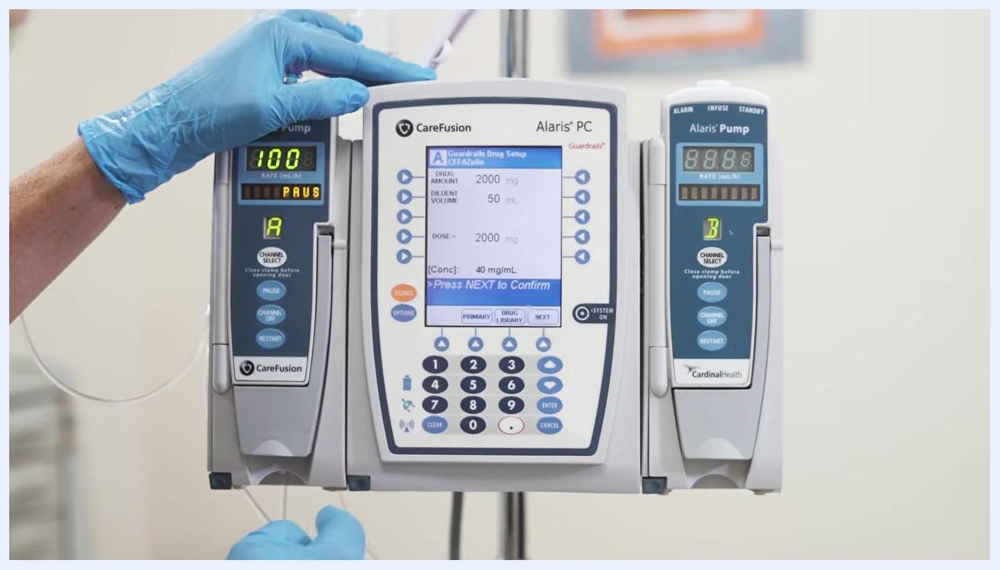 Pump
100
RATE (mL/h)
PAUS
A
CHANNEL
SELECT
Close clamp before
opening door
PAUSE
CHANNEL
OFF
RESTART
CareFusion
CareFusion
Alaris® PC
Guardrails®
A Guardrails Drug Setup
CEFAZolin
DRUG
AMOUNT 2000 mg
DILUENT
VOLUME 50 mL
DOSE = 2000 mg
[Conc]: 40 mg/mL
>Press NEXT to Confirm
PRIMARY
DRUG
LIBRARY
NEXT
SILENCE
OPTIONS
SYSTEM
ON
1 2 3
4 5 6
7 8 9 ENTER
CLEAR 0 . CANCEL
ALARM INFUSE STANDBY
Alaris® Pump
RATE (mL/h)
B
CHANNEL
SELECT
Close clamp before
opening door
PAUSE
CHANNEL
OFF
RESTART
CardinalHealth